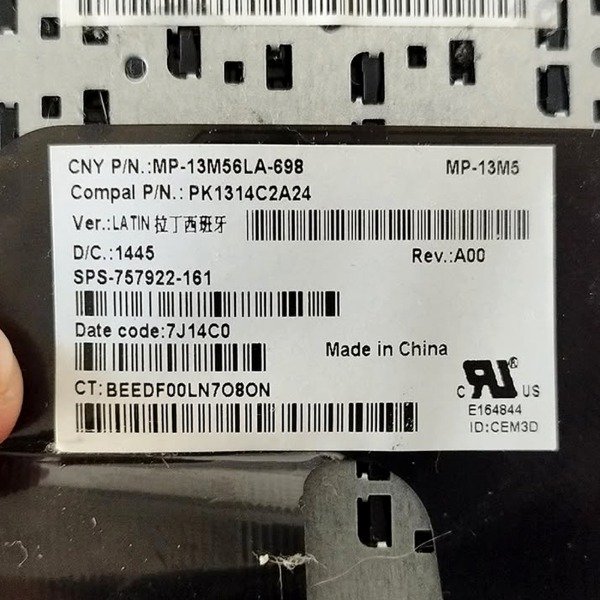 CNY P/N.:MP-13M56LA-698 MP-13M5
Compal P/N.: PK1314C2A24
Ver.:LATIN 拉丁西班牙
D/C.:1445 Rev.:A00
SPS-757922-161
Date code:7J14C0
Made in China
CT: BEEDF00LN7O8ON
c RU ® US
E164844
ID:CEM3D